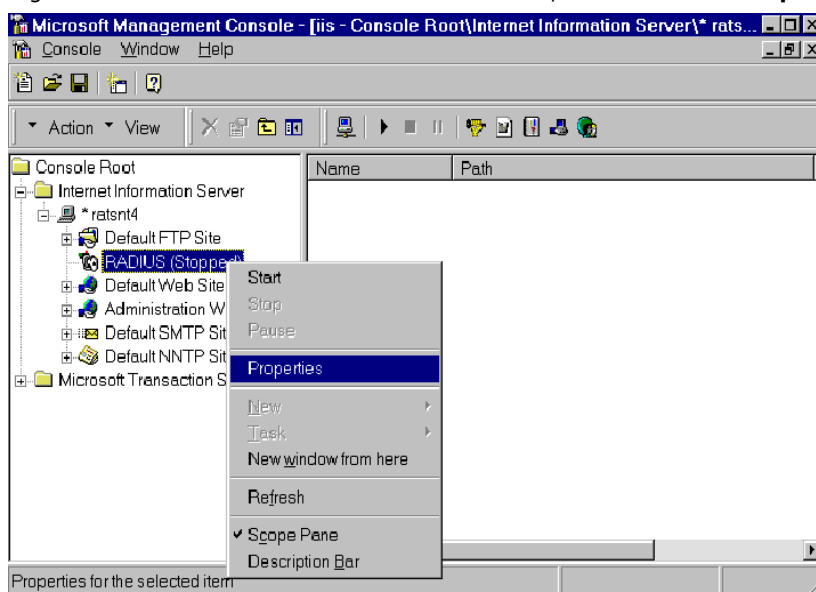 Microsoft Management Console - [iis - Console Root\Internet Information Server\* rats...
Console Window Help
Action View
Console Root
Internet Information Server
* ratsnt4
Default FTP Site
RADIUS (Stopped)
Default Web Site
Administration W
Default SMTP Sit
Default NNTP Sit
Microsoft Transaction S
Name Path
Start
Stop
Pause
Properties
New
Task
New window from here
Refresh
Scope Pane
Description Bar
Properties for the selected item